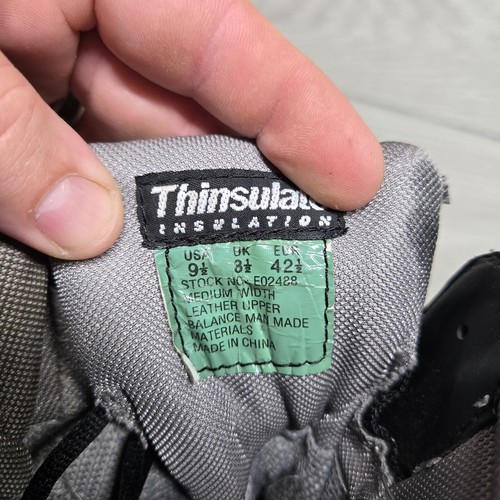 Thinsulate
INSULATION
USA UK EUR
9½ 8½ 42½
STOCK NO. E02488
MEDIUM WIDTH
LEATHER UPPER
BALANCE MAN MADE
MATERIALS
MADE IN CHINA